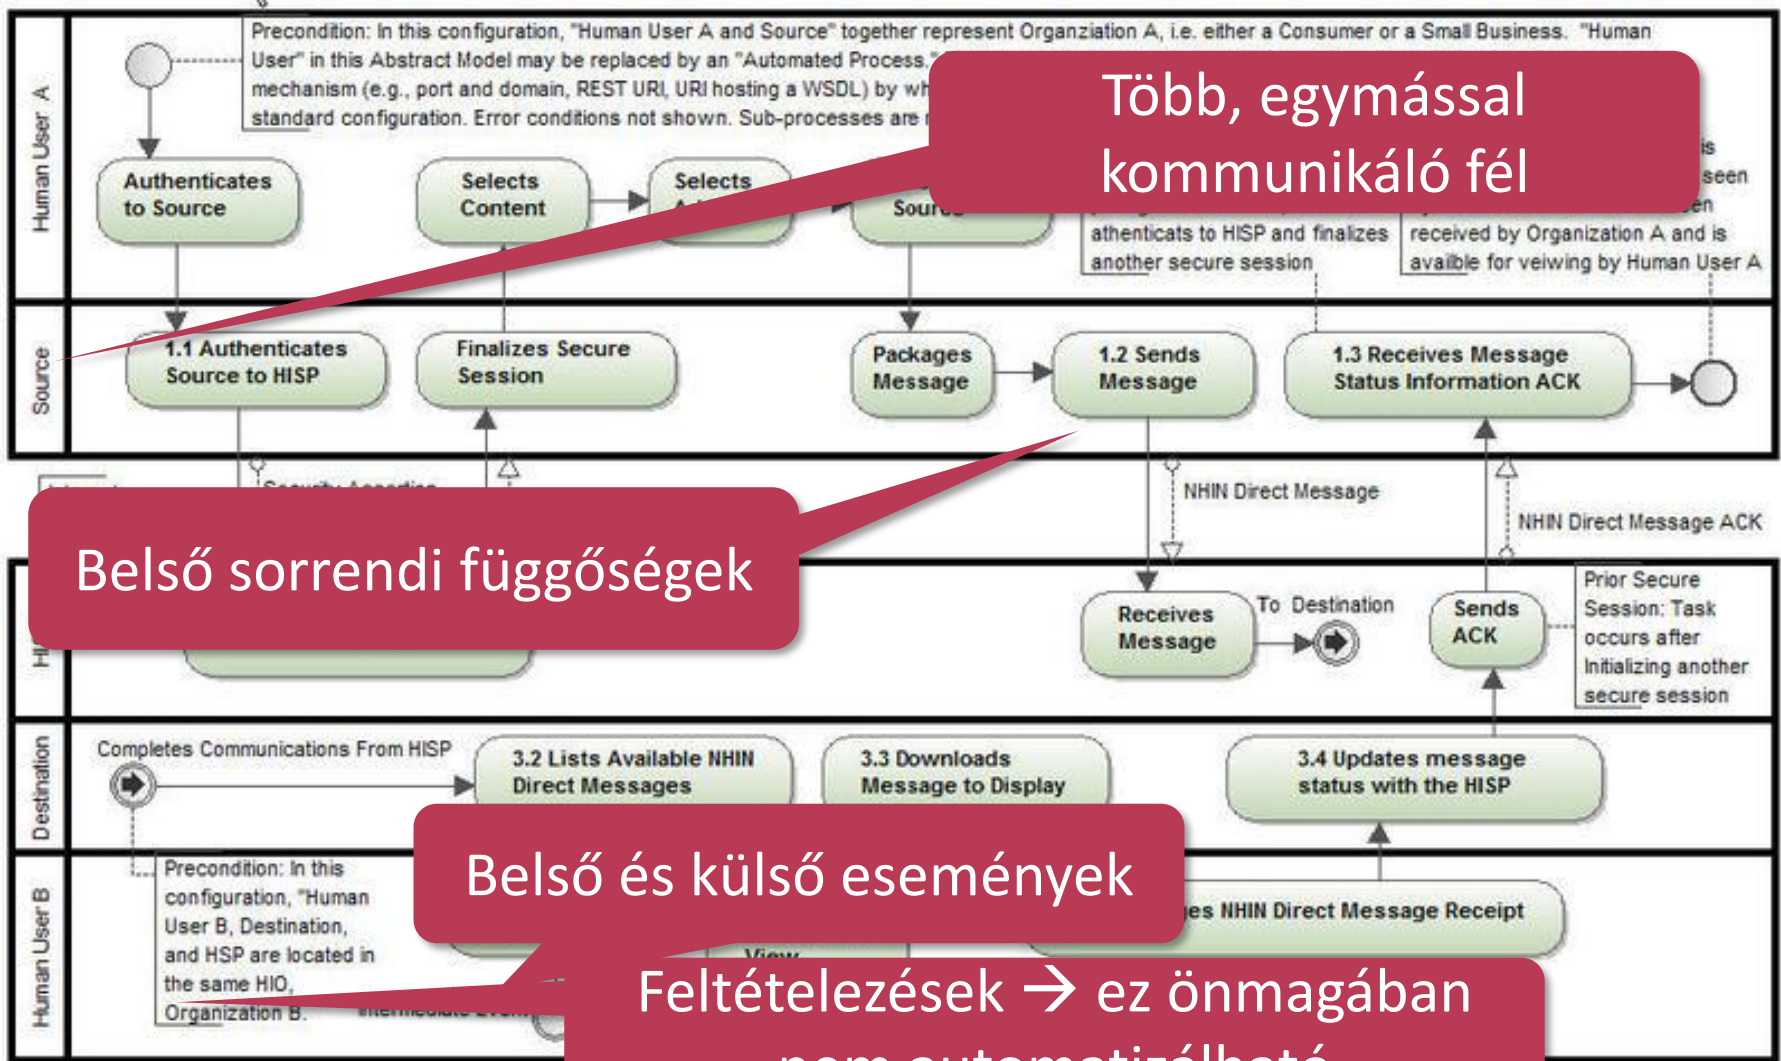 Precondition: In this configuration, "Human User A and Source" together represent Organziation A, i.e. either a Consumer or a Small Business. "Human
User" in this Abstract Model may be replaced by an "Automated Process."
mechanism (e.g., port and domain, REST URI, URI hosting a WSDL) by
standard configuration. Error conditions not shown. Sub-processes are
Több, egymással
kommunikáló fél
Human User A
Authenticates
to Source
Selects
Content
Selects
Source
athenticats to HISP and finalizes
another secure session
is
seen
received by Organization A and is
availble for veiwing by Human User A
Source
1.1 Authenticates
Source to HISP
Finalizes Secure
Session
Packages
Message
1.2 Sends
Message
1.3 Receives Message
Status Information ACK
NHIN Direct Message
NHIN Direct Message ACK
Belső sorrendi függőségek
Receives
Message
To Destination
Sends
ACK
Prior Secure
Session: Task
occurs after
Initializing another
secure session
Destination
Completes Communications From HISP
3.2 Lists Available NHIN
Direct Messages
3.3 Downloads
Message to Display
3.4 Updates message
status with the HISP
Belső és külső események
Human User B
Precondition: In this
configuration, "Human
User B, Destination,
and HSP are located in
the same HIO,
Organization B.
NHIN Direct Message Receipt
View
Feltételezések → ez önmagában
nem automatizálható